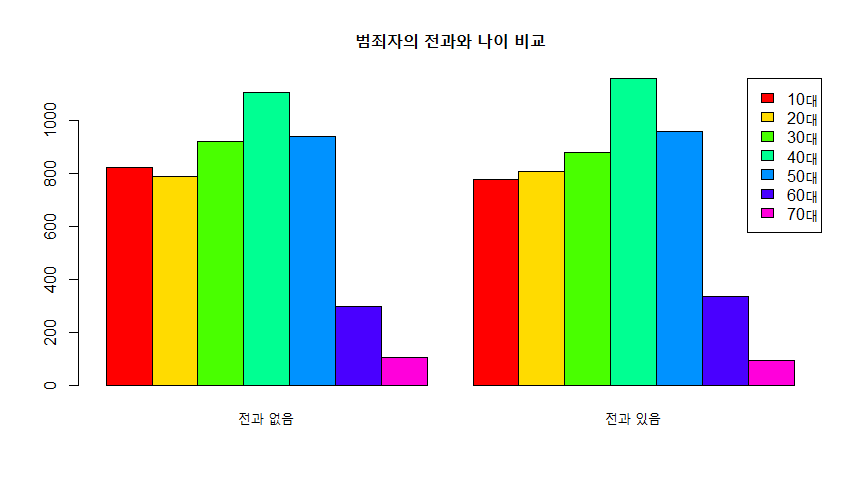 범죄자의 전과와 나이 비교
1000
800
600
400
200
0
10대
20대
30대
40대
50대
60대
70대
전과 없음
전과 있음